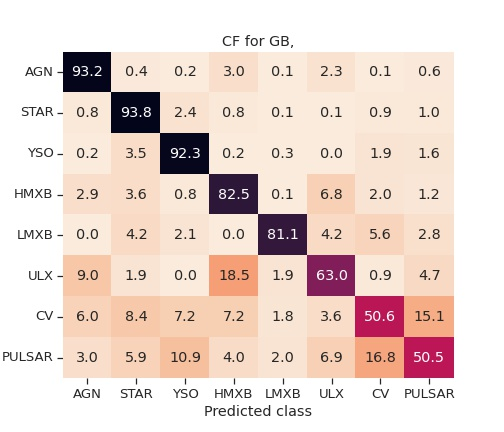 CF for GB,
AGN 93.2 0.4 0.2 3.0 0.1 2.3 0.1 0.6
STAR 0.8 93.8 2.4 0.8 0.1 0.1 0.9 1.0
YSO 0.2 3.5 92.3 0.2 0.3 0.0 1.9 1.6
HMXB 2.9 3.6 0.8 82.5 0.1 6.8 2.0 1.2
LMXB 0.0 4.2 2.1 0.0 81.1 4.2 5.6 2.8
ULX 9.0 1.9 0.0 18.5 1.9 63.0 0.9 4.7
CV 6.0 8.4 7.2 7.2 1.8 3.6 50.6 15.1
PULSAR 3.0 5.9 10.9 4.0 2.0 6.9 16.8 50.5
AGN STAR YSO HMXB LMXB ULX CV PULSAR
Predicted class